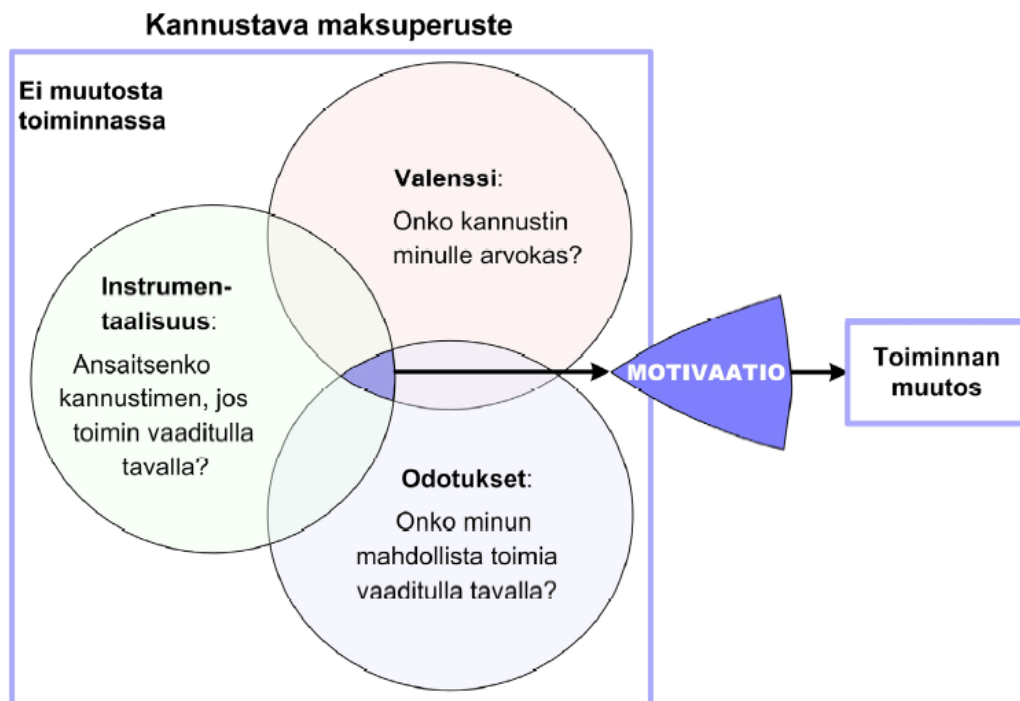 Kannustava maksuperuste
Ei muutosta
toiminnassa
Valenssi:
Onko kannustin
minulle arvokas?
Instrumen-
taalisuus:
Ansaitsenko
kannustimen, jos
toimin vaaditulla
tavalla?
MOTIVAATIO
Toiminnan
muutos
Odotukset:
Onko minun
mahdollista toimia
vaaditulla tavalla?